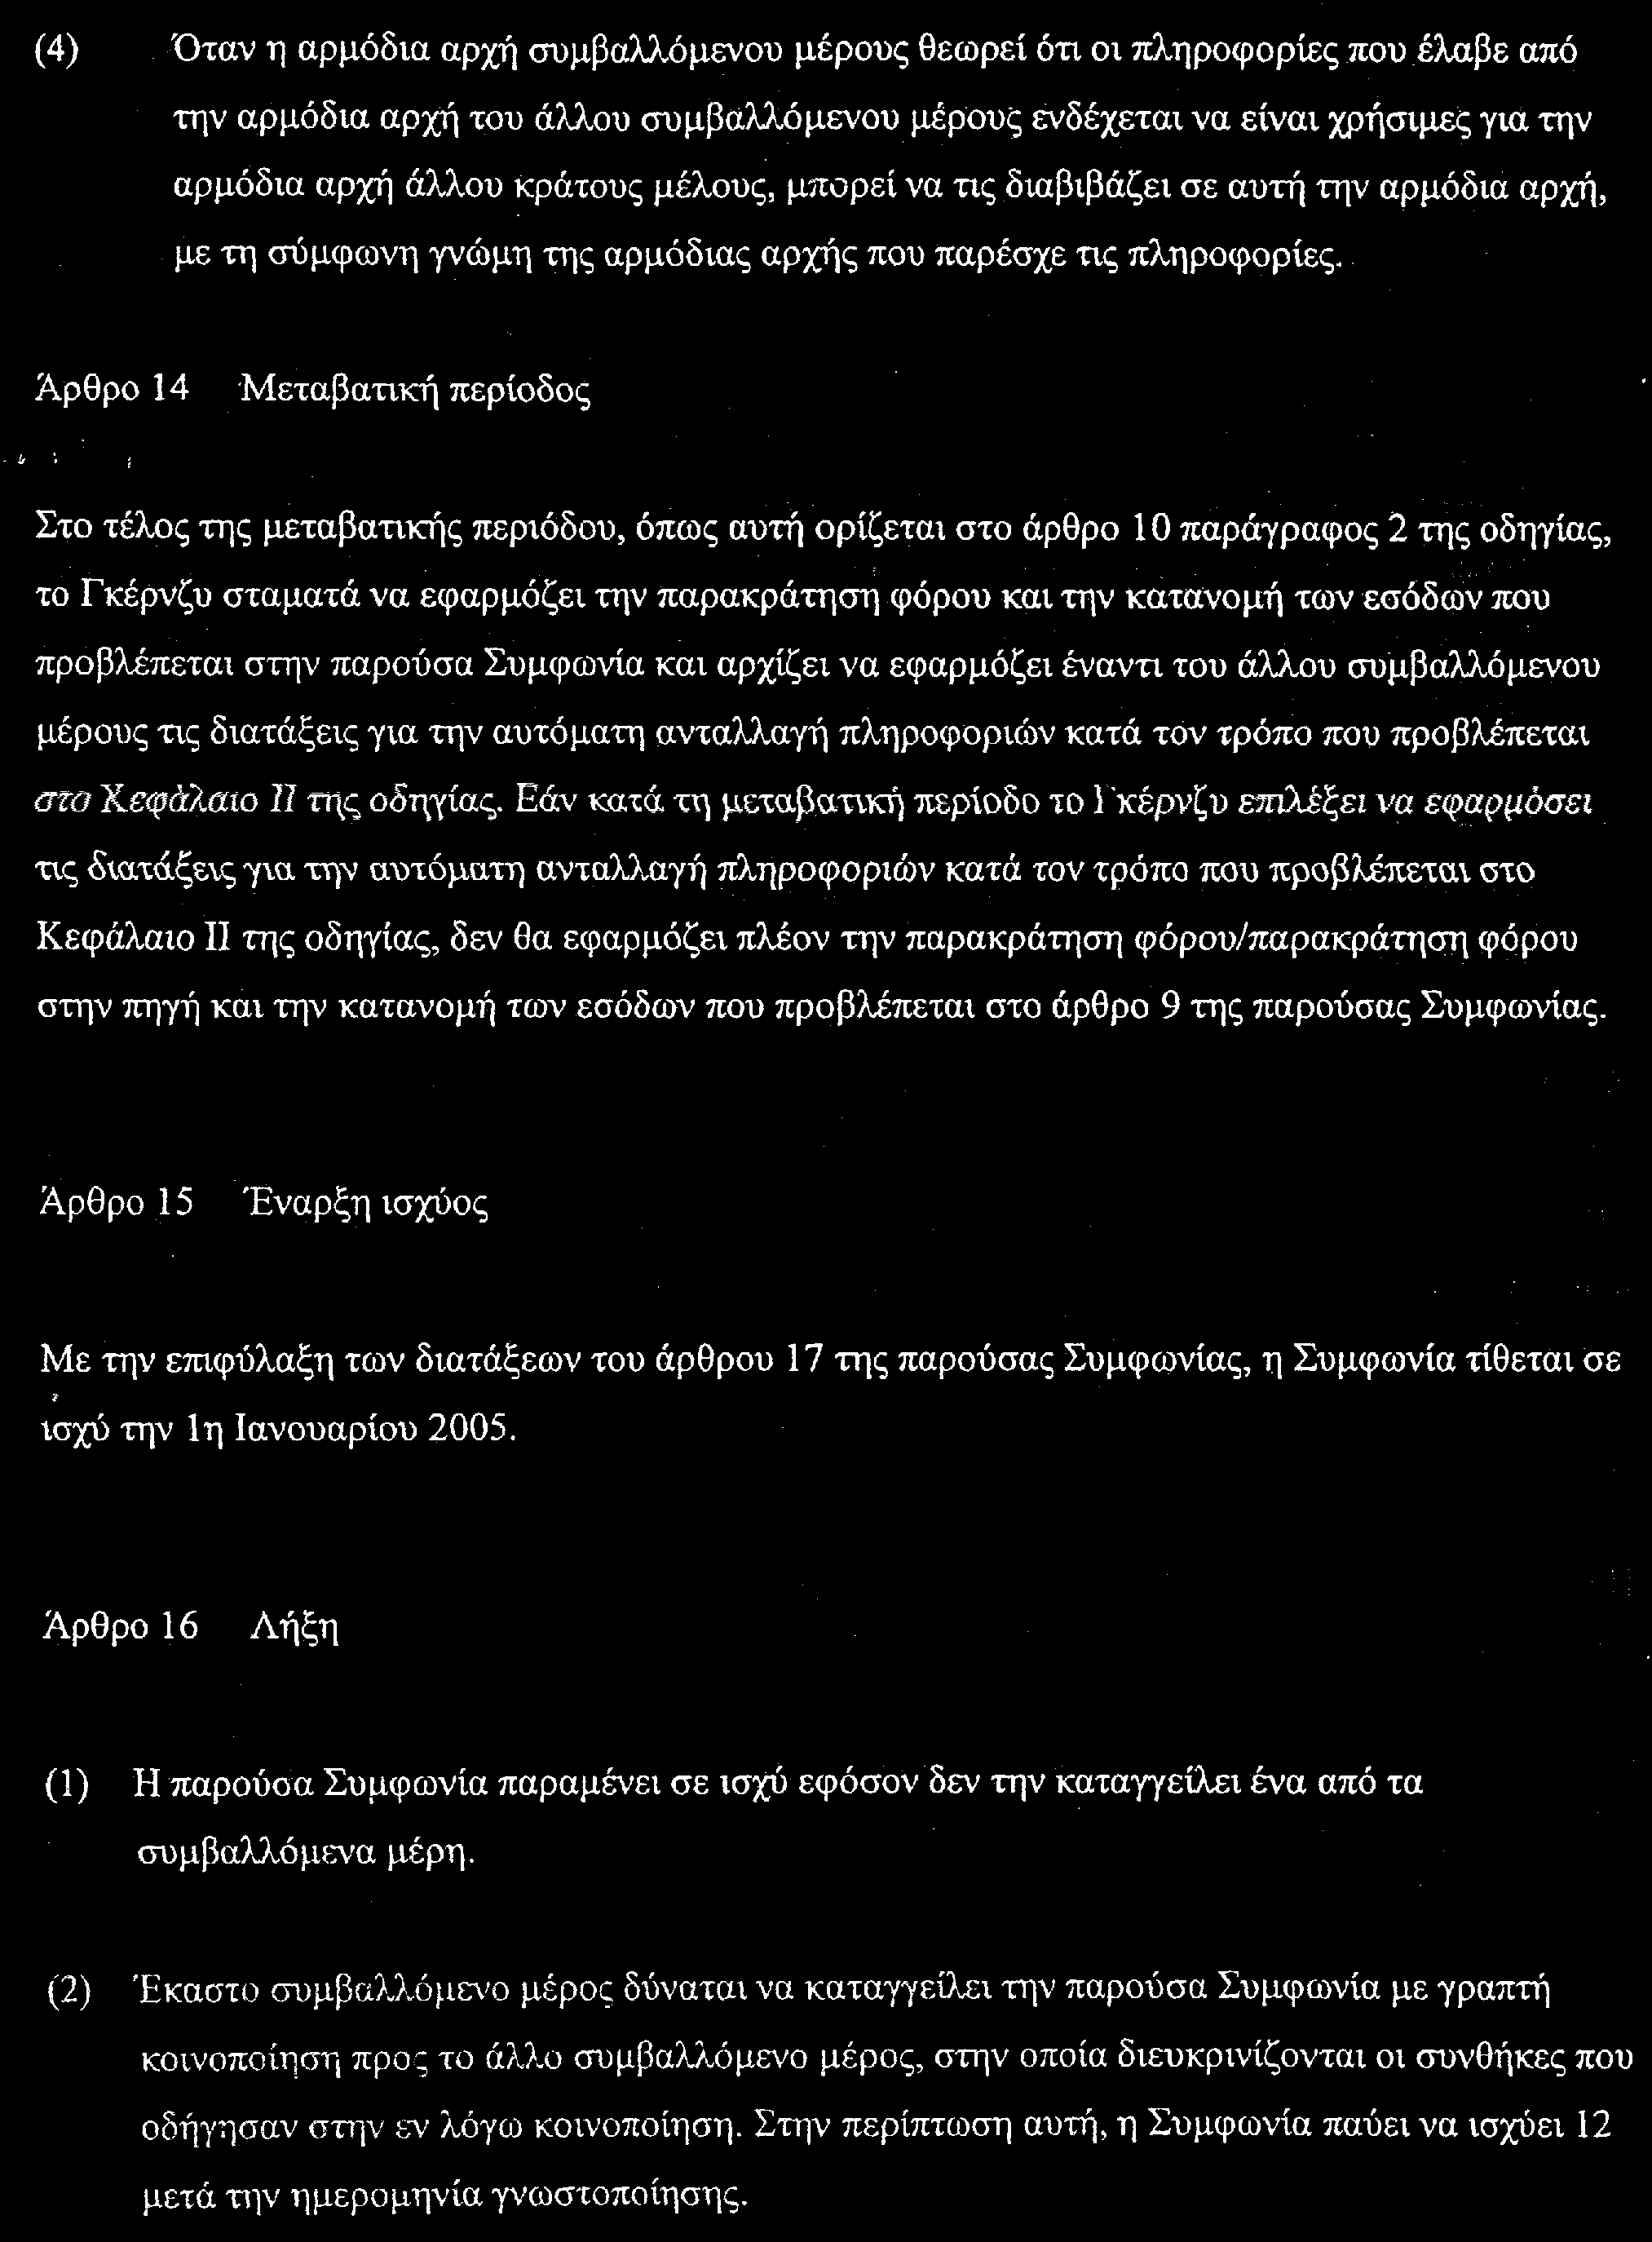 (4) Όταν η αρμόδια αρχή συμβαλλόμενου μέρους θεωρεί ότι οι πληροφορίες που έλαβε από
την αρμόδια αρχή του άλλου συμβαλλόμενου μέρους ενδέχεται να είναι χρήσιμες για την
αρμόδια αρχή άλλου κράτους μέλους, μπορεί να τις διαβιβάζει σε αυτή την αρμόδια αρχή,
με τη σύμφωνη γνώμη της αρμόδιας αρχής που παρέσχε τις πληροφορίες.
Άρθρο 14 Μεταβατική περίοδος
Στο τέλος της μεταβατικής περιόδου, όπως αυτή ορίζεται στο άρθρο 10 παράγραφος 2 της οδηγίας,
το Γκέρνζυ σταματά να εφαρμόζει την παρακράτηση φόρου και την κατανομή των εσόδων που
προβλέπεται στην παρούσα Συμφωνία και αρχίζει να εφαρμόζει έναντι του άλλου συμβαλλόμενου
μέρους τις διατάξεις για την αυτόματη ανταλλαγή πληροφοριών κατά τον τρόπο που προβλέπεται
στο Κεφάλαιο ΙΙ της οδηγίας. Εάν κατά τη μεταβατική περίοδο το Γκέρνζυ επιλέξει να εφαρμόσει
τις διατάξεις για την αυτόματη ανταλλαγή πληροφοριών κατά τον τρόπο που προβλέπεται στο
Κεφάλαιο ΙΙ της οδηγίας, δεν θα εφαρμόζει πλέον την παρακράτηση φόρου/παρακράτηση φόρου
στην πηγή και την κατανομή των εσόδων που προβλέπεται στο άρθρο 9 της παρούσας Συμφωνίας.
Άρθρο 15 Έναρξη ισχύος
Με την επιφύλαξη των διατάξεων του άρθρου 17 της παρούσας Συμφωνίας, η Συμφωνία τίθεται σε
ισχύ την 1η Ιανουαρίου 2005.
Άρθρο 16 Λήξη
(1) Η παρούσα Συμφωνία παραμένει σε ισχύ εφόσον δεν την καταγγείλει ένα από τα
συμβαλλόμενα μέρη.
(2) Έκαστο συμβαλλόμενο μέρος δύναται να καταγγείλει την παρούσα Συμφωνία με γραπτή
κοινοποίηση προς το άλλο συμβαλλόμενο μέρος, στην οποία διευκρινίζονται οι συνθήκες που
οδήγησαν στην εν λόγω κοινοποίηση. Στην περίπτωση αυτή, η Συμφωνία παύει να ισχύει 12
μετά την ημερομηνία γνωστοποίησης.